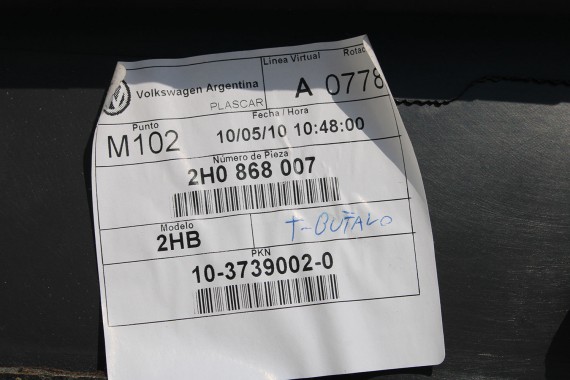 Linea Virtual Rotac
Volkswagen Argentina
PLASCAR
A 0778
Punto
Fecha / Hora
M102 10/05/10 10:48:00
Número de Pieza
2H0 868 007
Modelo
2HB
T-BUTALO
PKN
10-3739002-0